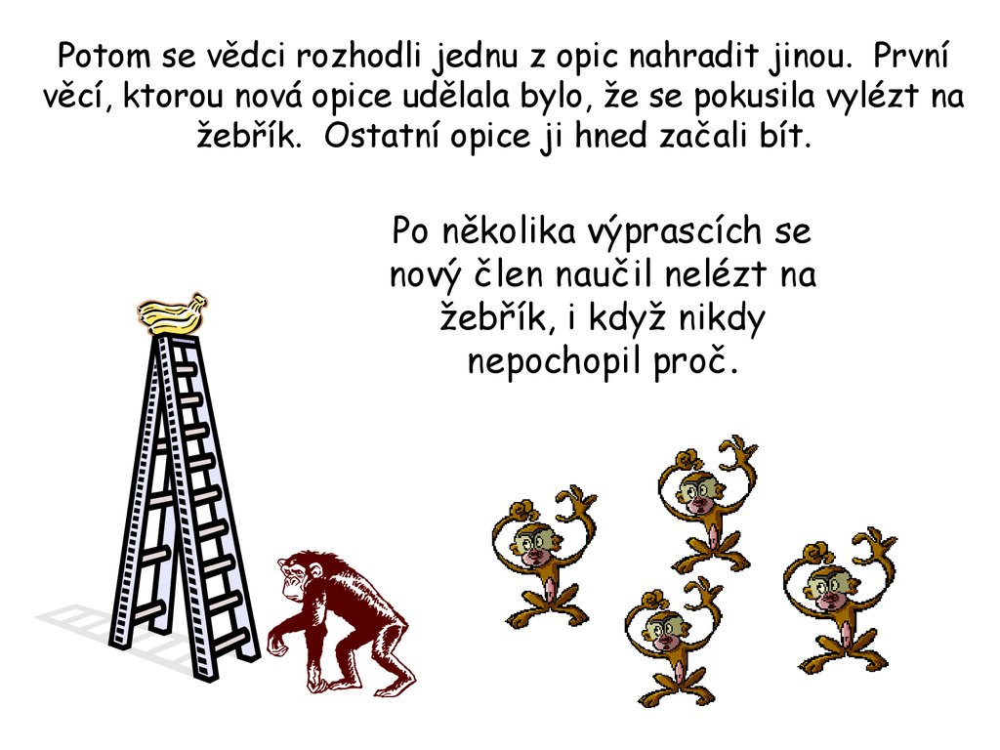 Potom se vědci rozhodli jednu z opic nahradit jinou.  První
věcí, ktorou nová opice udělala bylo, že se pokusila vylézt na
žebřík.  Ostatní opice ji hned začali bít.
Po několika výprascích se
nový člen naučil nelézt na
žebřík, i když nikdy
nepochopil proč.